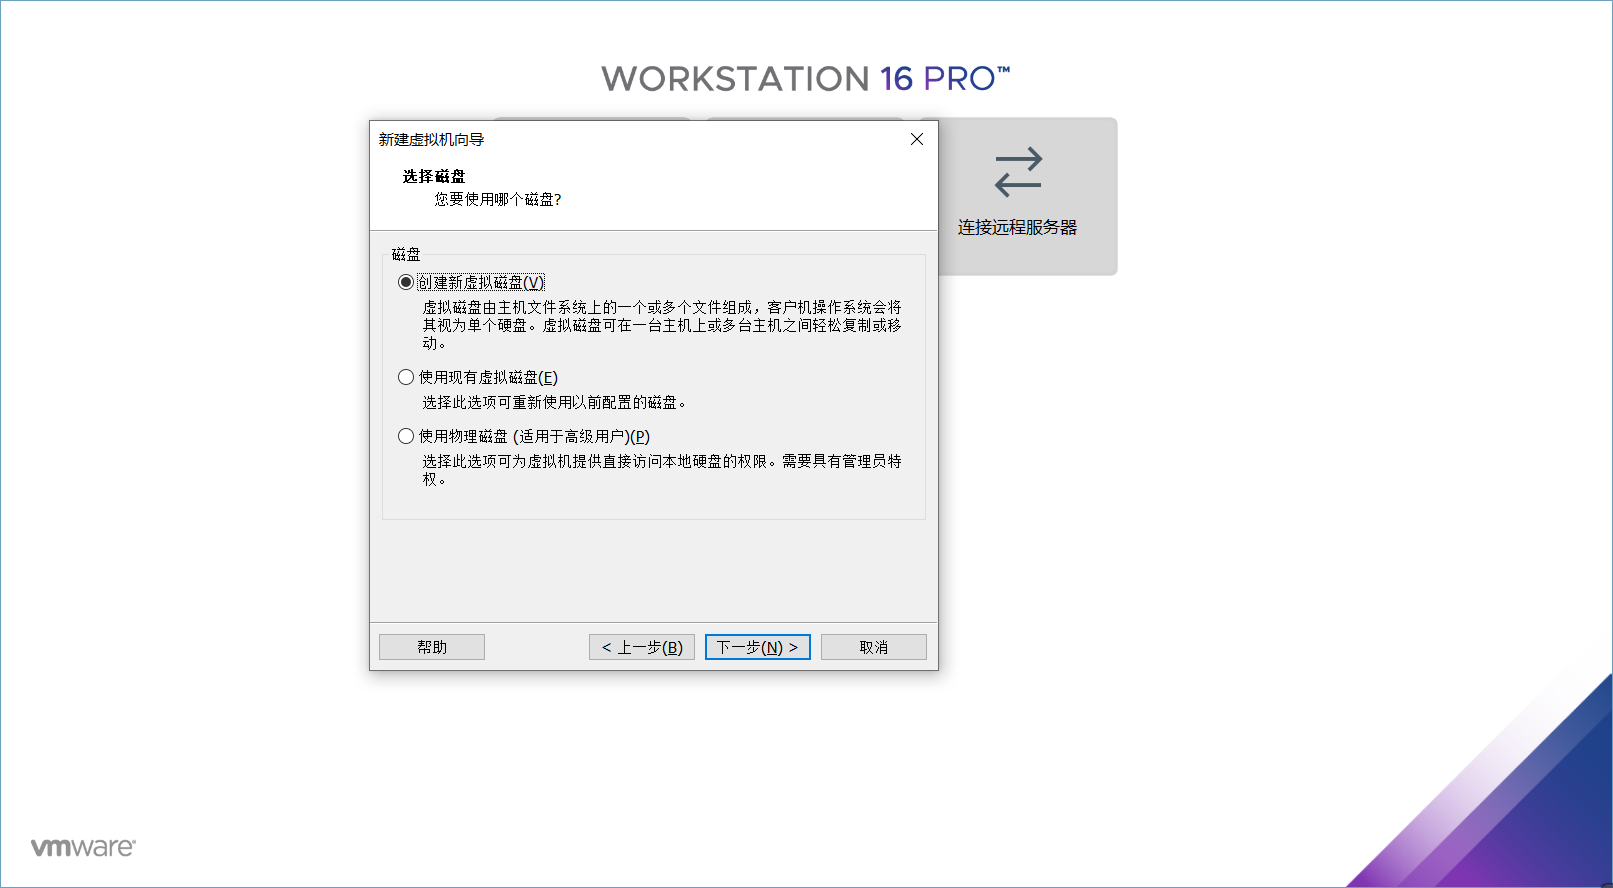 WORKSTATION 16 PRO™
新建虚拟机向导
选择磁盘
您要使用哪个磁盘?
磁盘
创建新虚拟磁盘(V)
虚拟磁盘由主机文件系统上的一个或多个文件组成，客户机操作系统会将
其视为单个硬盘。虚拟磁盘可在一台主机上或多台主机之间轻松复制或移
动。
使用现有虚拟磁盘(E)
选择此选项可重新使用以前配置的磁盘。
使用物理磁盘 (适用于高级用户)(P)
选择此选项可为虚拟机提供直接访问本地硬盘的权限。需要具有管理员特
权。
帮助
< 上一步(B)
下一步(N) >
取消
连接远程服务器
vmware®